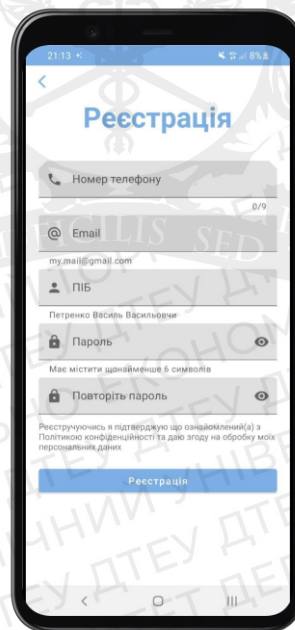 21:13
8%
Реєстрація
Номер телефону
0/9
Email
my.mail@gmail.com
ПІБ
Петренко Василь Васильовчи
Пароль
Має містити щонайменше 6 символів
Повторіть пароль
Реєструючись я підтверджую що ознайомлений(а) з
Політикою конфіденційності та даю згоду на обробку моїх
персональних даних
Реєстрація